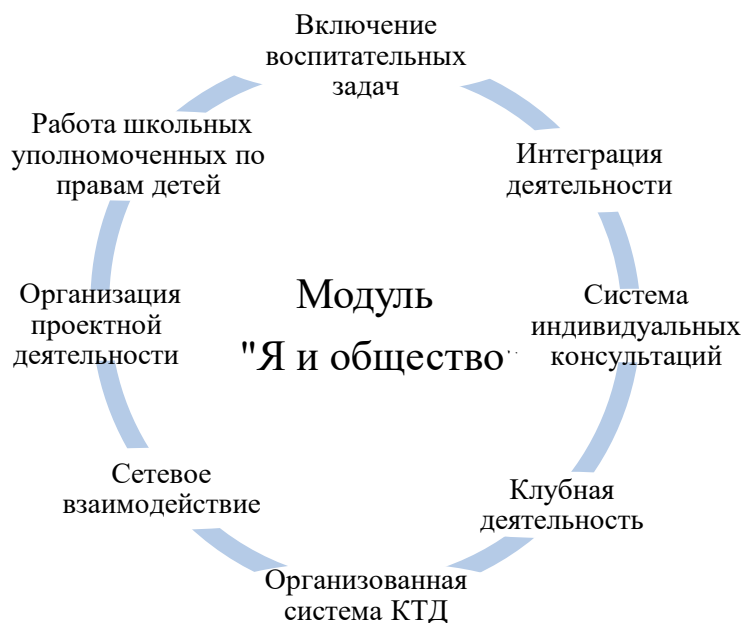 Включение
воспитательных
задач
Интеграция
деятельности
Система
индивидуальных
консультаций
Клубная
деятельность
Организованная
система КТД
Сетевое
взаимодействие
Организация
проектной
деятельности
Работа школьных
уполномоченных по
правам детей
Модуль
"Я и общество"